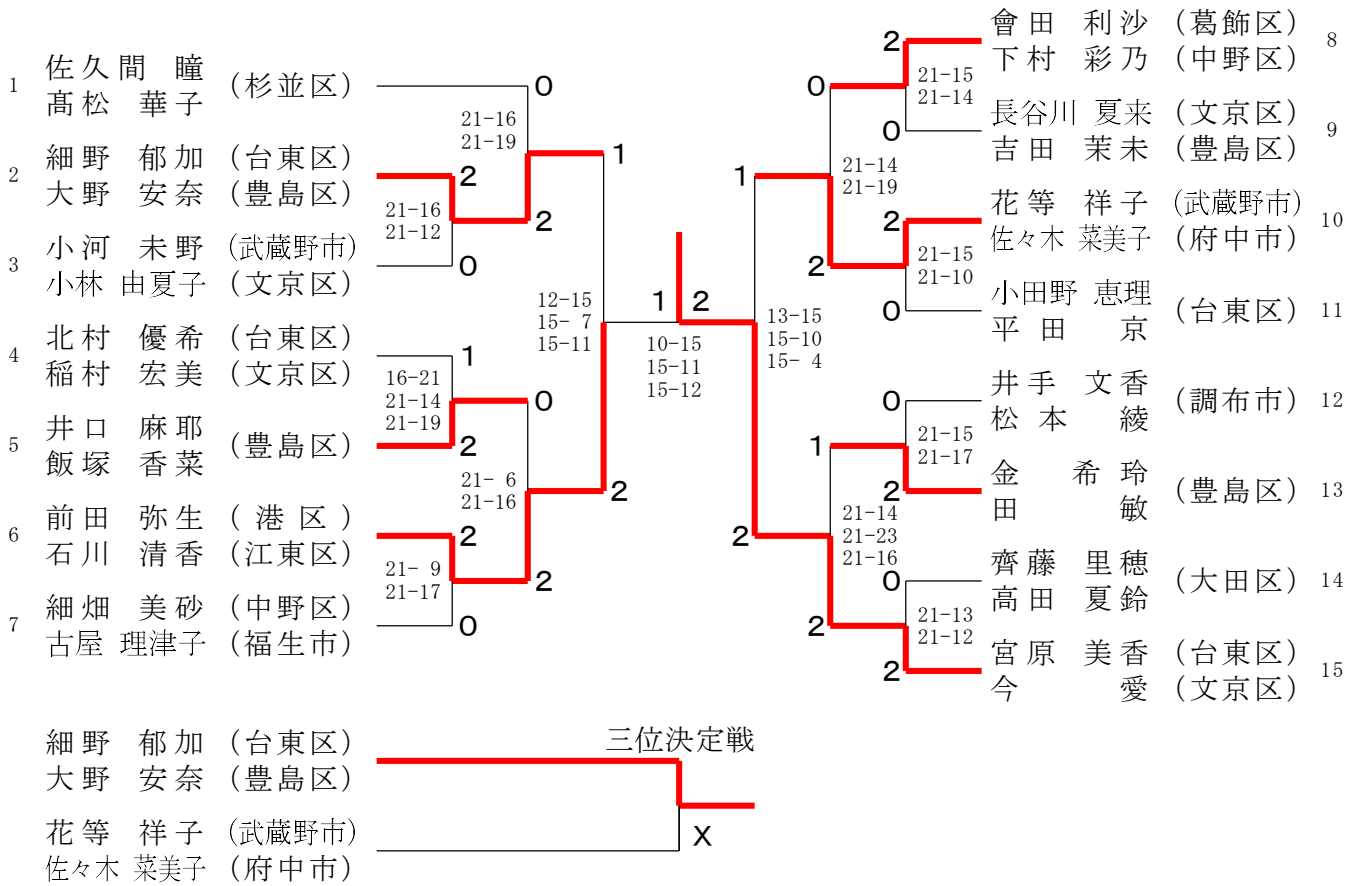 1 佐久間 瞳 (杉並区)
髙松 華子
2 細野 郁加 (台東区)
大野 安奈 (豊島区)
3 小河 未野 (武蔵野市)
小林 由夏子 (文京区)
4 北村 優希 (台東区)
稲村 宏美 (文京区)
5 井口 麻耶 (豊島区)
飯塚 香菜
6 前田 弥生 (港区)
石川 清香 (江東区)
7 細畑 美砂 (中野区)
古屋 理津子 (福生市)
0
21-16
21-19
2
2
21-16
21-12
0
1
1
16-21
21-14
21-19
2
0
21- 6
21-16
2
2
21- 9
21-17
0
12-15
15- 7
15-11
2
1 2
10-15
15-11
15-12
1
13-15
15-10
15- 4
2
0
21-14
21-19
2
2
21-15
21-14
0
2
21-15
21-10
0
1
21-14
21-23
21-16
2
0
21-15
21-17
2
0
21-13
21-12
2
會田 利沙 (葛飾区) 8
下村 彩乃 (中野区)
長谷川 夏来 (文京区) 9
吉田 茉未 (豊島区)
花等 祥子 (武蔵野市) 10
佐々木 菜美子 (府中市)
小田野 恵理 (台東区) 11
平田 京
井手 文香 (調布市) 12
松本 綾
金 希玲 (豊島区) 13
田 敏
齊藤 里穂 (大田区) 14
高田 夏鈴
宮原 美香 (台東区) 15
今 愛 (文京区)
三位決定戦
細野 郁加 (台東区)
大野 安奈 (豊島区)
花等 祥子 (武蔵野市)
佐々木 菜美子 (府中市)
X